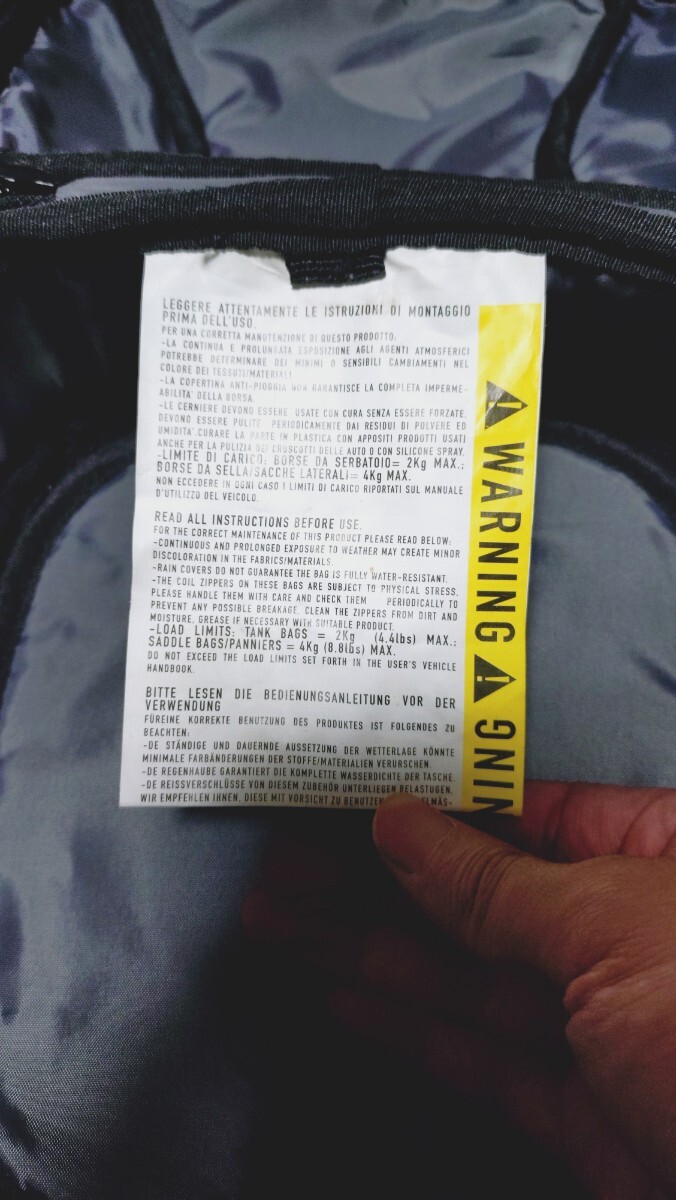 LEGGERE ATTENTAMENTE LE ISTRUZIONI DI MONTAGGIO
PRIMA DELL'USO.
PER UNA CORRETTA MANUTENZIONE DI QUESTO PRODOTTO:
-LA CONTINUA E PROLUNGATA ESPOSIZIONE AGLI AGENTI ATMOSFERICI
POTREBBE DETERMINARE DEI MINIMI O SENSIBILI CAMBIAMENTI NEL
COLORE DEI TESSUTI/MATERIALI
-LA COPERTINA ANTI-PIOGGIA NON GARANTISCE LA COMPLETA IMPERME-
ABILITA' DELLA BORSA.
-LE CERNIERE DEVONO ESSERE USATE CON CURA SENZA ESSERE FORZATE.
DEVONO ESSERE PULITE PERIODICAMENTE DAI RESIDUI DI POLVERE ED
UMIDITA'.CURARE LA PARTE IN PLASTICA CON APPOSITI PRODOTTI USATI
ANCHE PER LA PULIZIA DEI CRUSCOTTI DELLE AUTO O CON SILICONE SPRAY.
-LIMITE DI CARICO: BORSE DA SERBATOIO= 2Kg MAX.;
BORSE DA SELLA/SACCHE LATERALI= 4Kg MAX.
NON ECCEDERE IN OGNI CASO I LIMITI DI CARICO RIPORTATI SUL MANUALE
D'UTILIZZO DEL VEICOLO.
READ ALL INSTRUCTIONS BEFORE USE.
FOR THE CORRECT MAINTENANCE OF THIS PRODUCT PLEASE READ BELOW:
-CONTINUOUS AND PROLONGED EXPOSURE TO WEATHER MAY CREATE MINOR
DISCOLORATION IN THE FABRICS/MATERIALS.
-RAIN COVERS DO NOT GUARANTEE THE BAG IS FULLY WATER-RESISTANT.
-THE COIL ZIPPERS ON THESE BAGS ARE SUBJECT TO PHYSICAL STRESS.
PLEASE HANDLE THEM WITH CARE AND CHECK THEM PERIODICALLY TO
PREVENT ANY POSSIBLE BREAKAGE. CLEAN THE ZIPPERS FROM DIRT AND
MOISTURE, GREASE IF NECESSARY WITH SUITABLE PRODUCT.
-LOAD LIMITS: TANK BAGS = 2Kg (4.4lbs) MAX.;
SADDLE BAGS/PANNIERS = 4Kg (8.8lbs) MAX.
DO NOT EXCEED THE LOAD LIMITS SET FORTH IN THE USER'S VEHICLE
HANDBOOK.
BITTE LESEN DIE BEDIENUNGSANLEITUNG VOR DER
VERWENDUNG
FÜREINE KORREKTE BENUTZUNG DES PRODUKTES IST FOLGENDES ZU
BEACHTEN:
-DE STÄNDIGE UND DAUERNDE AUSSETZUNG DER WETTERLAGE KÖNNTE
MINIMALE FARBÄNDERUNGEN DER STOFFE/MATERIALIEN VERURSCHEN.
-DE REGENHAUBE GARANTIERT DIE KOMPLETTE WASSERDICHTE DER TASCHE.
-DE REISSVERSCHLÜSSE VON DIESEM ZUBEHÖR UNTERLIEGEN BELASTUGEN.
WIR EMPFEHLEN IHNEN, DIESE MIT VORSICHT ZU BENUTZEN
WARNING
NING